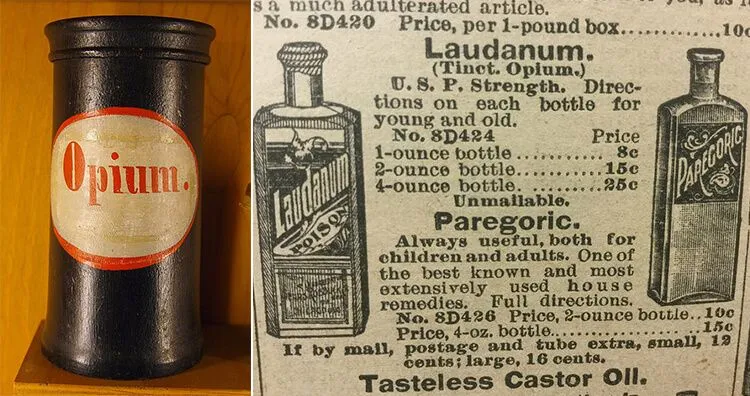 Opium.
s a much adulterated article.
No. 8D420 Price, per 1-pound box............10c
Laudanum.
(Tinct. Opium.)
U. S. P. Strength. Direc-
tions on each bottle for
young and old.
No. 8D424 Price
1-ounce bottle........... 8c
2-ounce bottle...........15c
4-ounce bottle. .........25c
Unmailable.
Laudanum
POISON
Paregoric.
Always useful, both for
children and adults. One of
the best known and most
extensively used house
remedies. Full directions.
No. 8D426 Price, 2-ounce bottle..10c
Price, 4-oz. bottle..............15c
If by mail, postage and tube extra, small, 12
cents; large, 16 cents.
PAREGORIC
Tasteless Castor Oil.